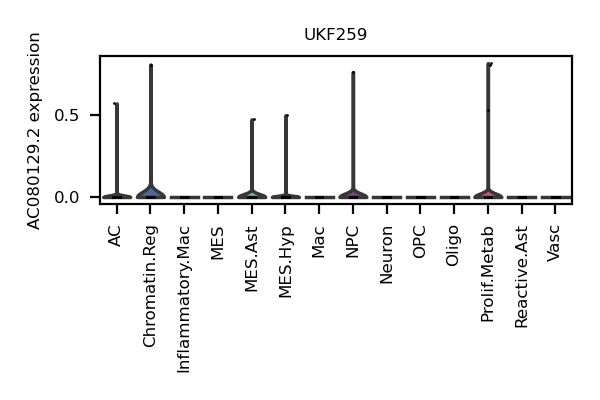 UKF259
AC080129.2 expression
0.5
0.0
AC
Chromatin.Reg
Inflammatory.Mac
MES
MES.Ast
MES.Hyp
Mac
NPC
Neuron
OPC
Oligo
Prolif.Metab
Reactive.Ast
Vasc